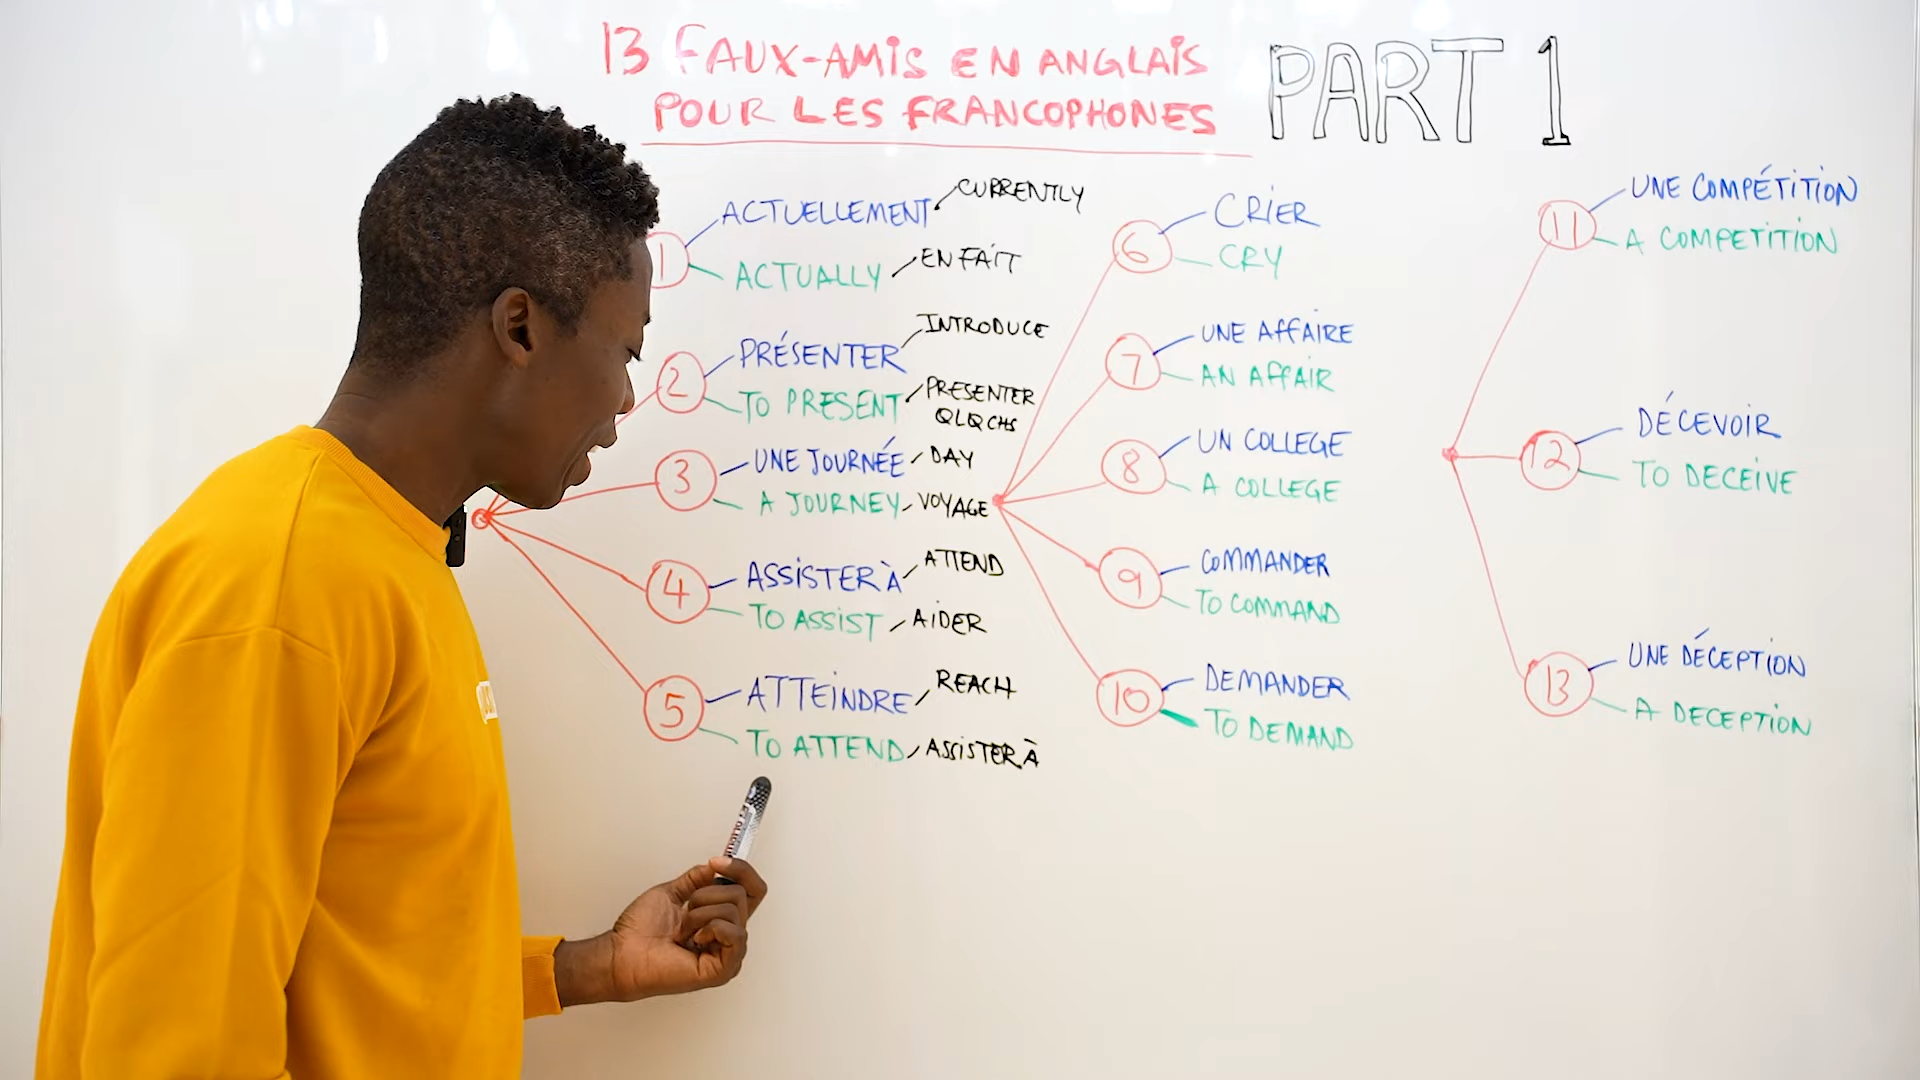 13 FAUX-AMIS EN ANGLAIS
POUR LES FRANCOPHONES
PART 1
1
ACTUELLEMENT
CURRENTLY
ACTUALLY
EN FAIT
2
PRÉSENTER
INTRODUCE
TO PRESENT
PRESENTER
QLQCHS
3
UNE JOURNÉE
DAY
A JOURNEY
VOYAGE
4
ASSISTER À
ATTEND
TO ASSIST
AIDER
5
ATTEINDRE
REACH
TO ATTEND
ASSISTER À
6
CRIER
CRY
7
UNE AFFAIRE
AN AFFAIR
8
UN COLLEGE
A COLLEGE
9
COMMANDER
TO COMMAND
10
DEMANDER
TO DEMAND
11
UNE COMPÉTITION
A COMPETITION
12
DÉCEVOIR
TO DECEIVE
13
UNE DÉCEPTION
A DECEPTION